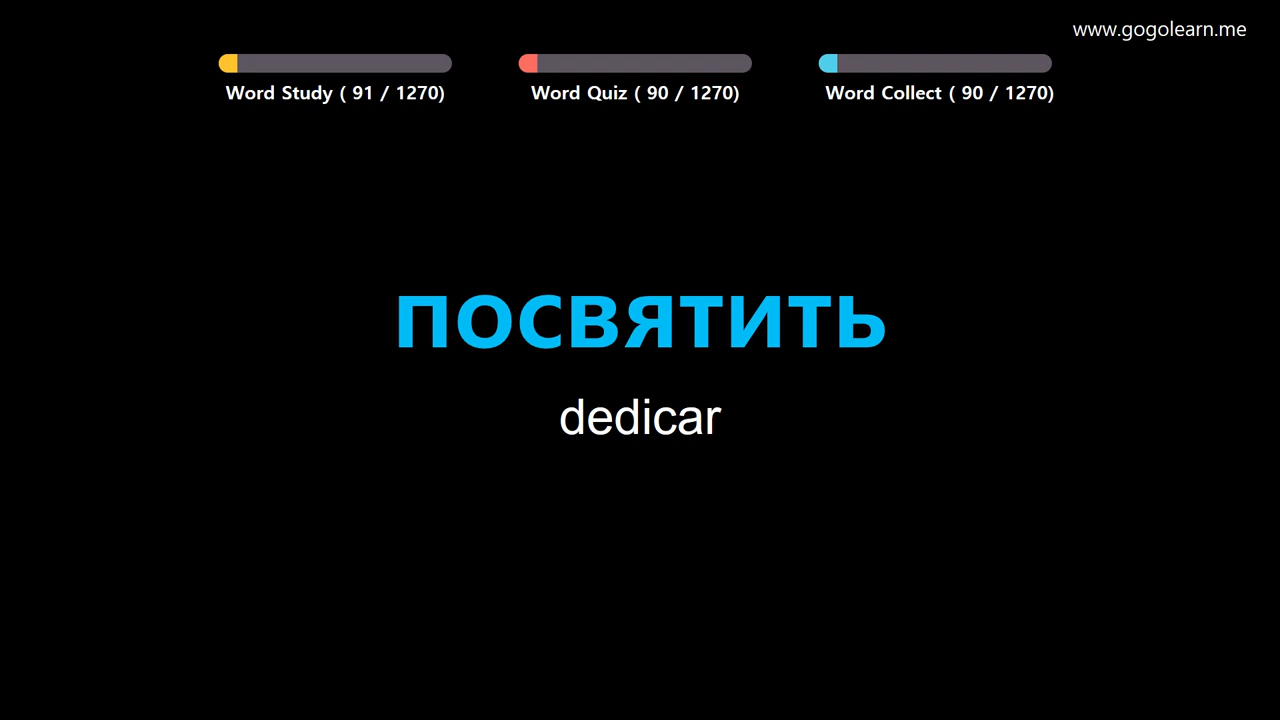 www.gogolearn.me
Word Study ( 91 / 1270)
Word Quiz ( 90 / 1270)
Word Collect ( 90 / 1270)
посвятить
dedicar